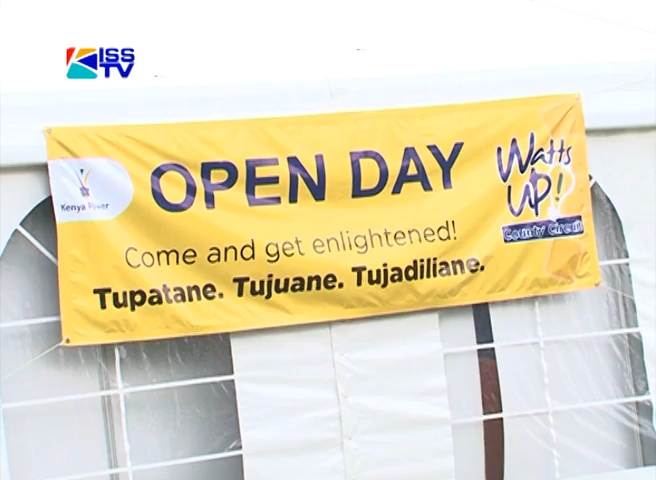 KISS
TV
OPEN DAY
Kenya Power
Come and get enlightened!
Tupatane. Tujuane. Tujadiliane.
Watts
UP!
County Circuit